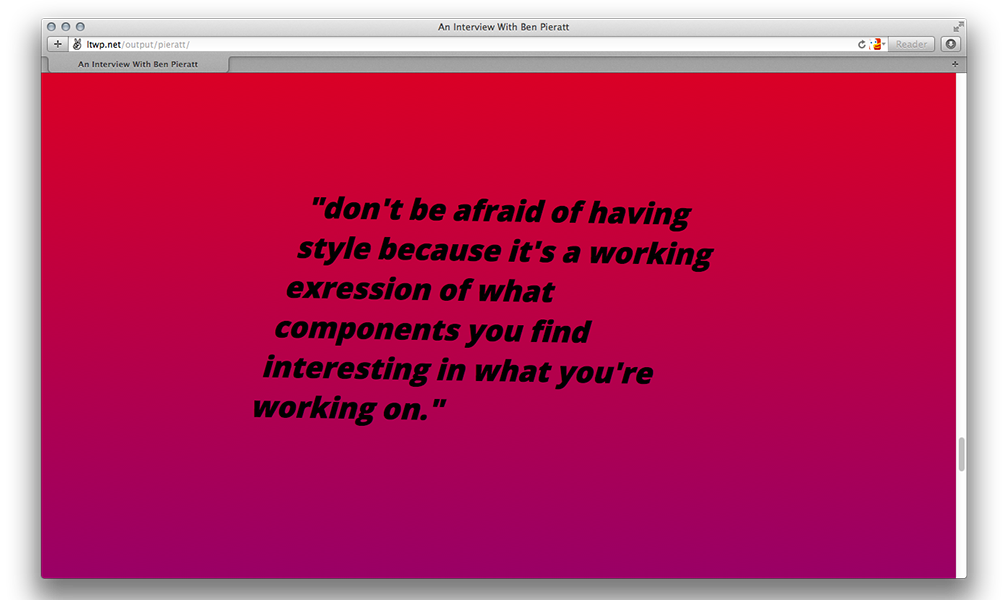 An Interview With Ben Pieratt
ltwp.net/output/pieratt/
Reader
An Interview With Ben Pieratt
"don't be afraid of having
style because it's a working
exression of what
components you find
interesting in what you're
working on."